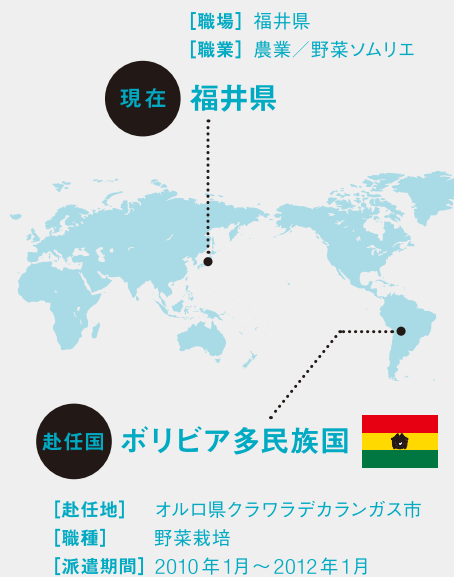 [職場] 福井県
[職業] 農業／野菜ソムリエ
現在 福井県
赴任国 ボリビア多民族国
[赴任地] オルロ県クラワラデカランガス市
[職種] 野菜栽培
[派遣期間] 2010年1月～2012年1月